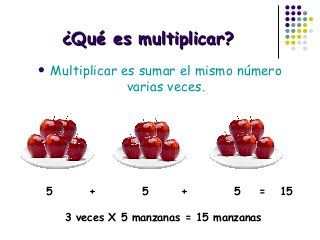 ¿Qué es multiplicar?
• Multiplicar es sumar el mismo número
varias veces.
5 + 5 + 5 = 15
3 veces X 5 manzanas = 15 manzanas